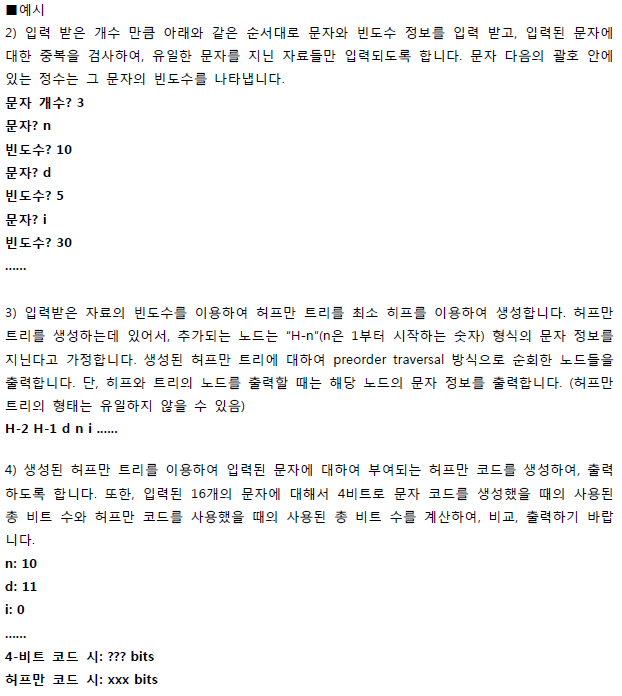 ■예시
2) 입력 받은 개수 만큼 아래와 같은 순서대로 문자와 빈도수 정보를 입력 받고, 입력된 문자에
대한 중복을 검사하여, 유일한 문자를 지닌 자료들만 입력되도록 합니다. 문자 다음의 괄호 안에
있는 정수는 그 문자의 빈도수를 나타냅니다.
문자 개수? 3
문자? n
빈도수? 10
문자? d
빈도수? 5
문자? i
빈도수? 30
......
3) 입력받은 자료의 빈도수를 이용하여 허프만 트리를 최소 히프를 이용하여 생성합니다. 허프만
트리를 생성하는데 있어서, 추가되는 노드는 “H-n”(n은 1부터 시작하는 숫자) 형식의 문자 정보를
지닌다고 가정합니다. 생성된 허프만 트리에 대하여 preorder traversal 방식으로 순회한 노드들을
출력합니다. 단, 히프와 트리의 노드를 출력할 때는 해당 노드의 문자 정보를 출력합니다. (허프만
트리의 형태는 유일하지 않을 수 있음)
H-2 H-1 d n i ......
4) 생성된 허프만 트리를 이용하여 입력된 문자에 대하여 부여되는 허프만 코드를 생성하여, 출력
하도록 합니다. 또한, 입력된 16개의 문자에 대해서 4비트로 문자 코드를 생성했을 때의 사용된
총 비트 수와 허프만 코드를 사용했을 때의 사용된 총 비트 수를 계산하여, 비교, 출력하기 바랍
니다.
n: 10
d: 11
i: 0
......
4-비트 코드 시: ??? bits
허프만 코드 시: xxx bits